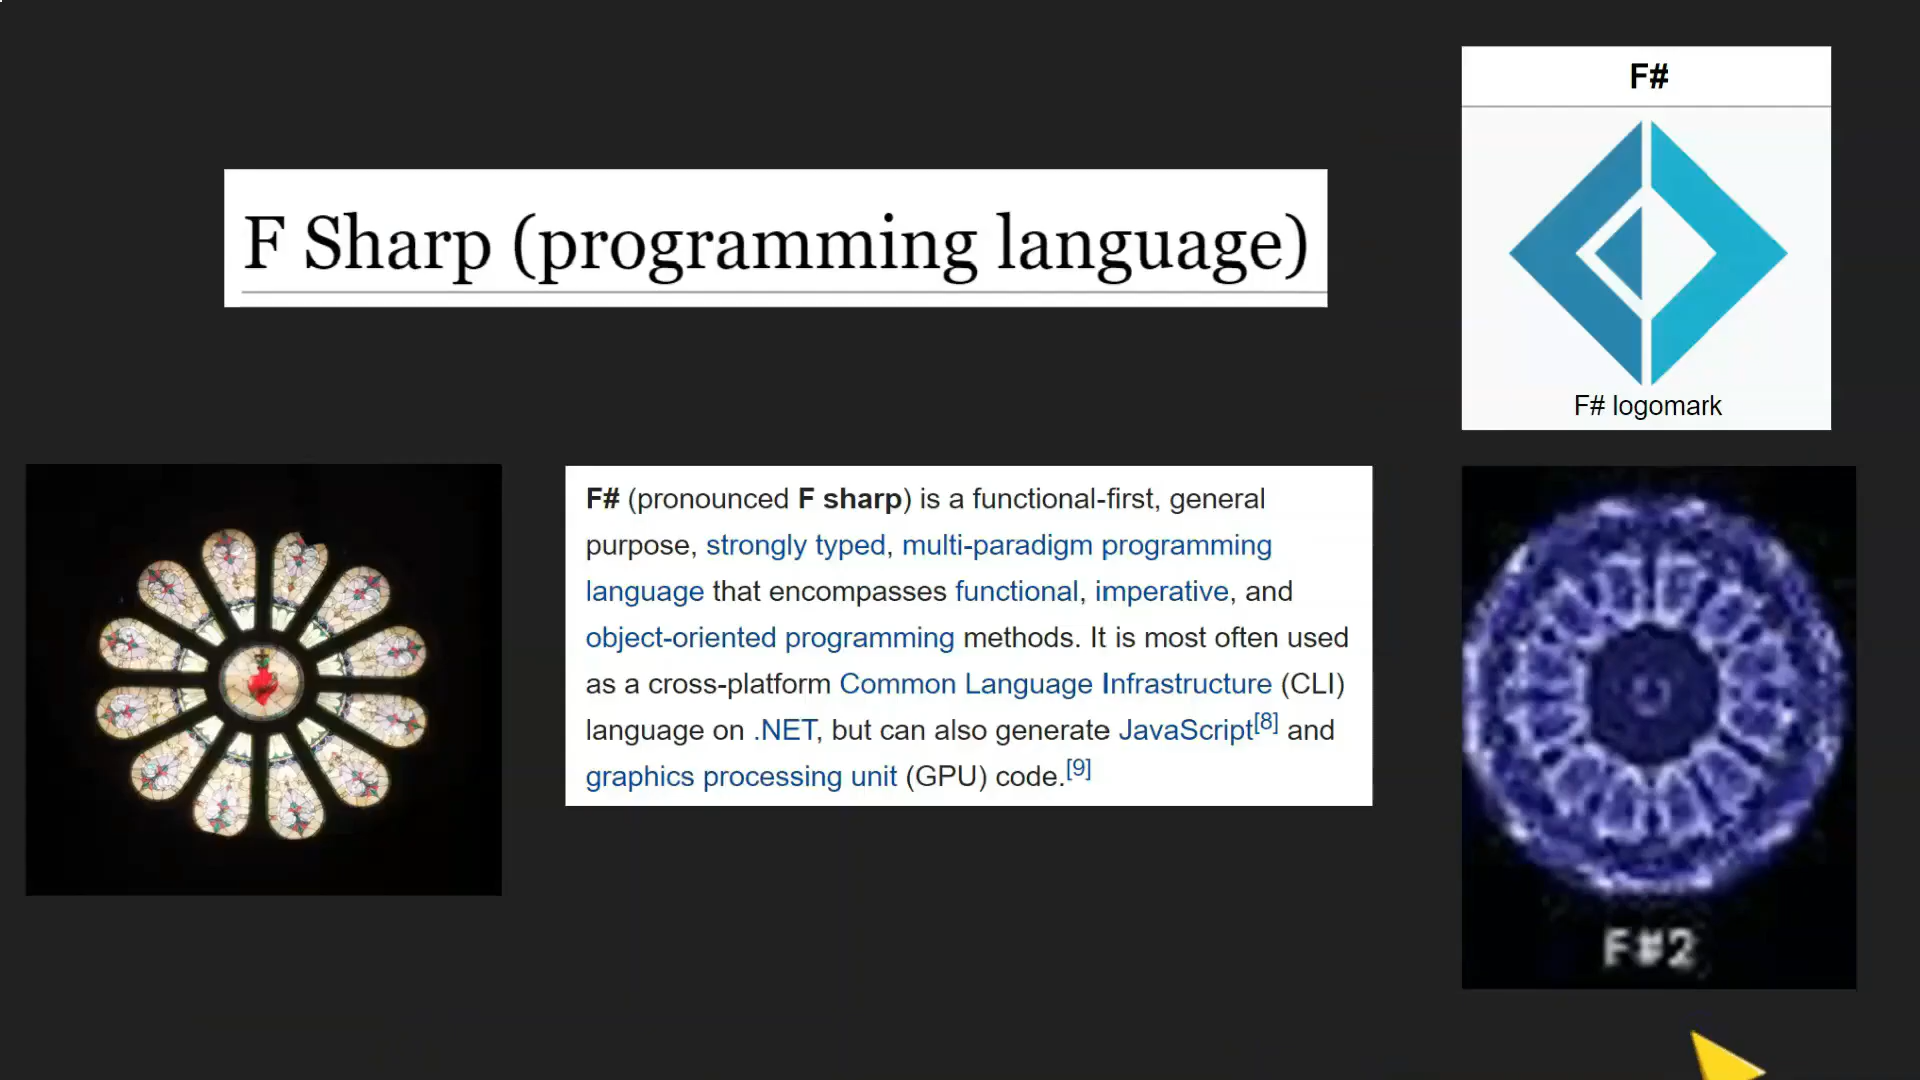 F#
F Sharp (programming language)
F# logomark
F# (pronounced F sharp) is a functional-first, general
purpose, strongly typed, multi-paradigm programming
language that encompasses functional, imperative, and
object-oriented programming methods. It is most often used
as a cross-platform Common Language Infrastructure (CLI)
language on .NET, but can also generate JavaScript[8] and
graphics processing unit (GPU) code.[9]
F#2